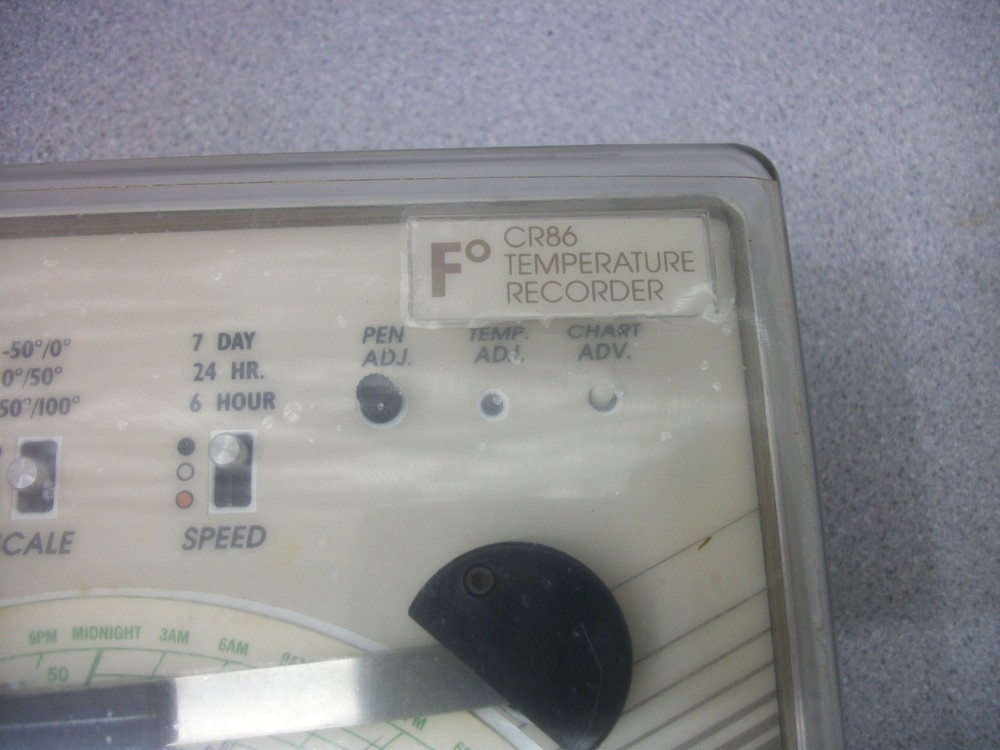 F° CR86
TEMPERATURE
RECORDER
-50°/0°
0°/50°
50°/100°
7 DAY
24 HR.
6 HOUR
PEN
ADJ.
TEMP.
ADJ.
CHART
ADV.
SPEED
9PM MIDNIGHT 3AM 6AM
50